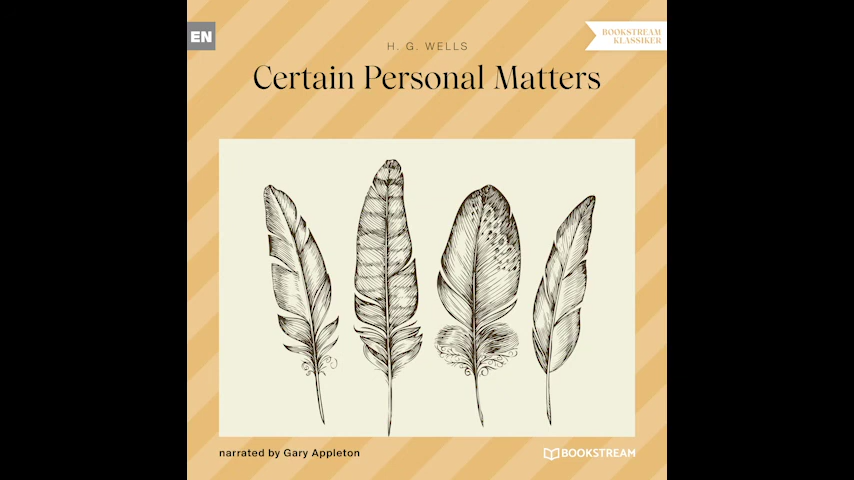 EN
BOOKSTREAM
KLASSIKER
H. G. WELLS
Certain Personal Matters
narrated by Gary Appleton
BOOKSTREAM